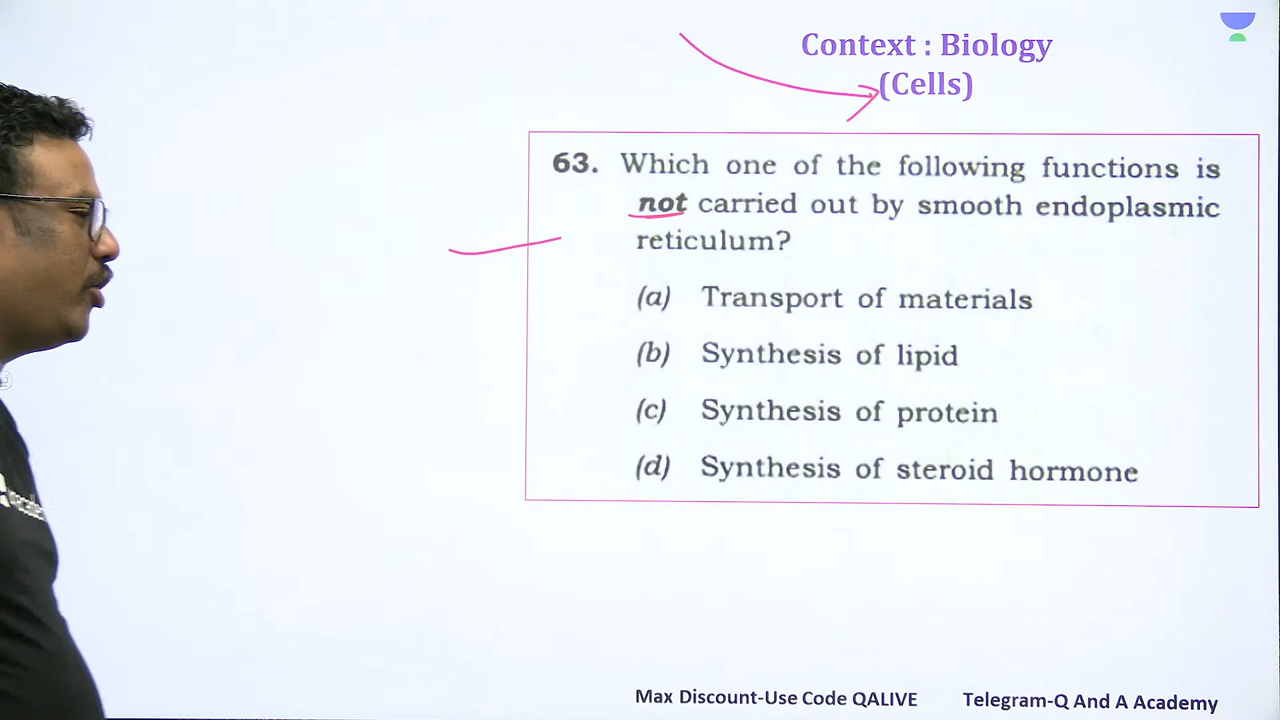 Context : Biology
(Cells)
63. Which one of the following functions is
not carried out by smooth endoplasmic
reticulum?
(a) Transport of materials
(b) Synthesis of lipid
(c) Synthesis of protein
(d) Synthesis of steroid hormone
Max Discount-Use Code QALIVE Telegram-Q And A Academy